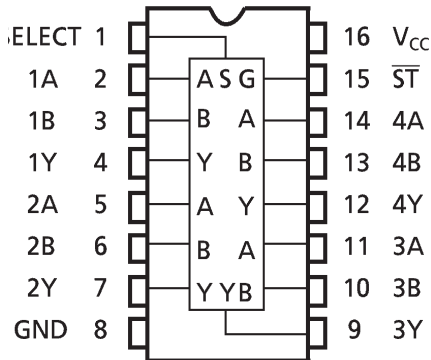 ELECT 1 16 VCC
1A 2 A S G 15 ST
1B 3 B A 14 4A
1Y 4 Y B 13 4B
2A 5 A Y 12 4Y
2B 6 B A 11 3A
2Y 7 Y Y B 10 3B
GND 8 9 3Y